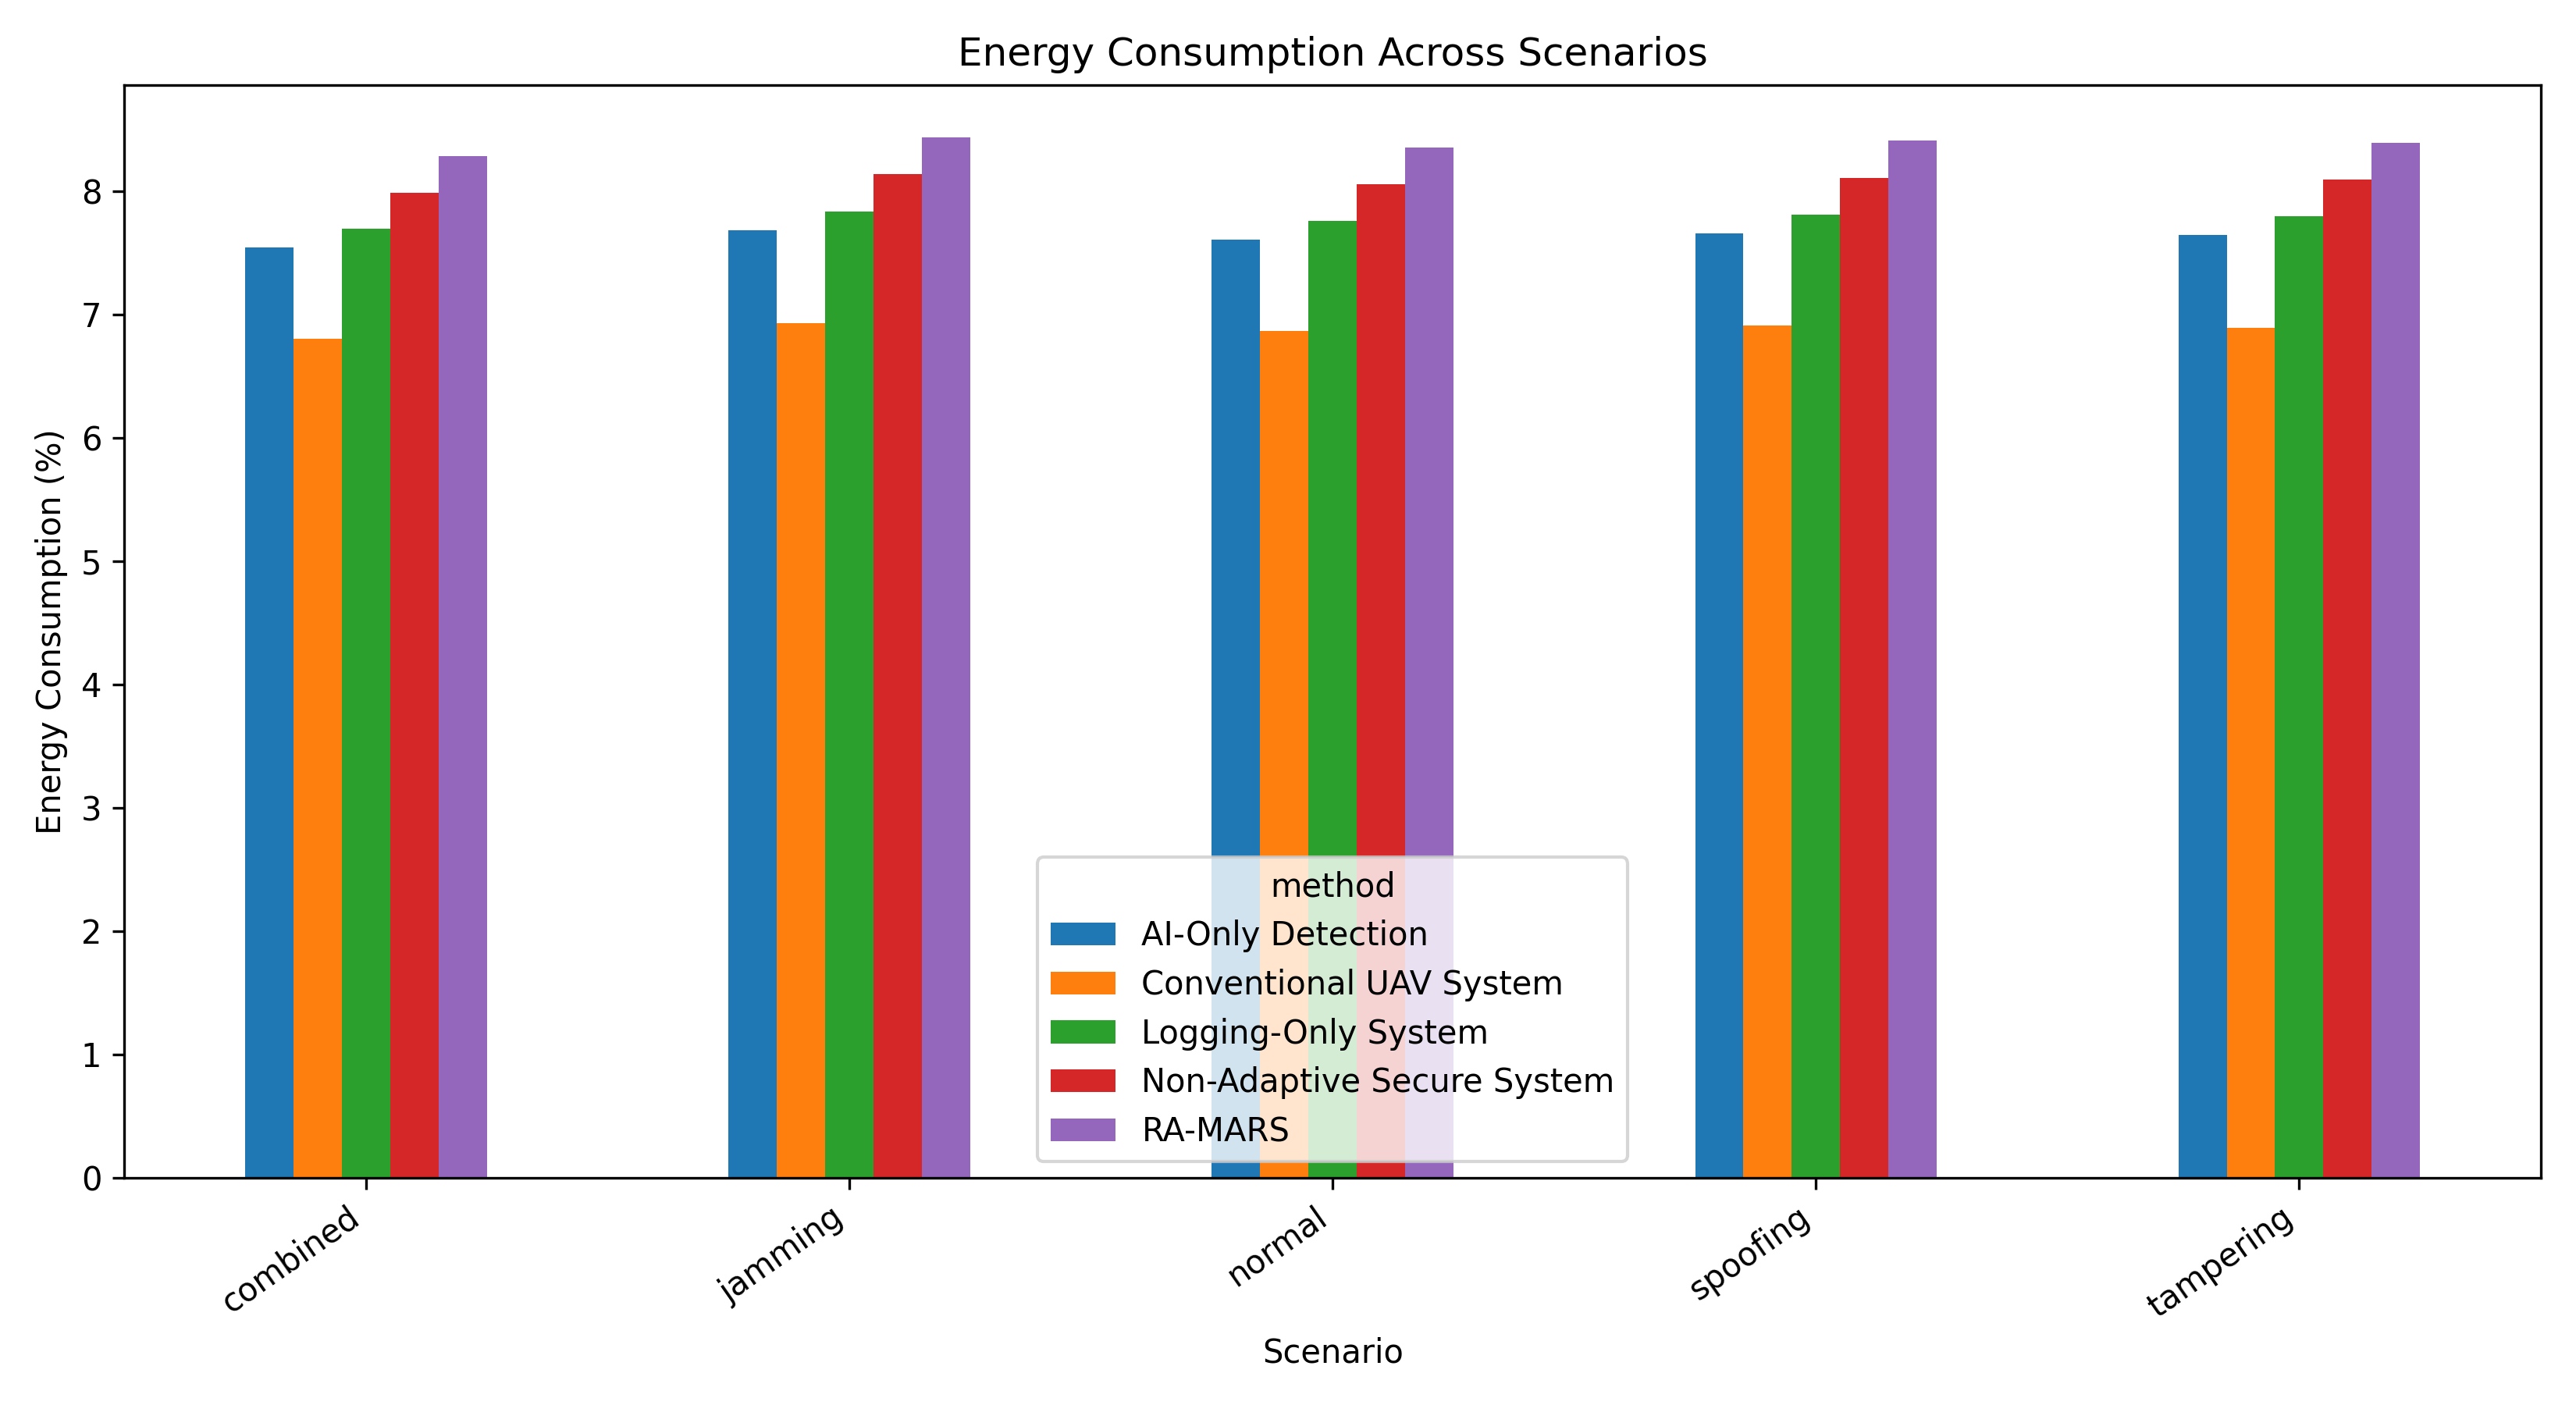 Energy Consumption Across Scenarios
Energy Consumption (%)
8
7
6
5
4
3
2
1
0
method
AI-Only Detection
Conventional UAV System
Logging-Only System
Non-Adaptive Secure System
RA-MARS
combined
jamming
normal
spoofing
tampering
Scenario